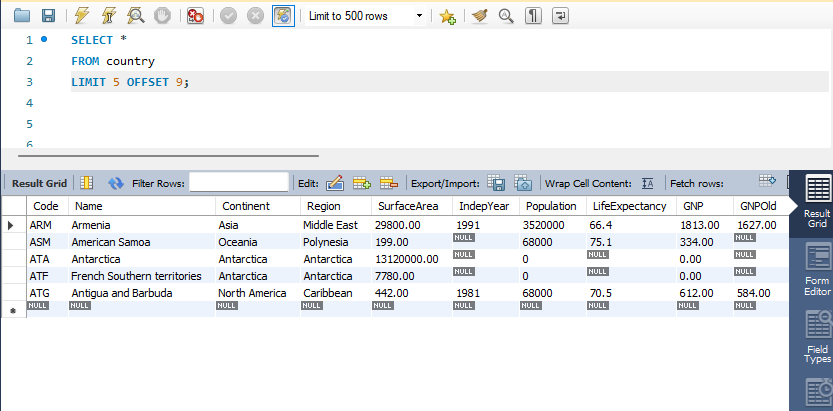 Limit to 500 rows
1 SELECT *
2 FROM country
3 LIMIT 5 OFFSET 9;
4
5
6
Result Grid Filter Rows: Edit: Export/Import: Wrap Cell Content: Fetch rows:
Code Name Continent Region SurfaceArea IndepYear Population LifeExpectancy GNP GNPOld
ARM Armenia Asia Middle East 29800.00 1991 3520000 66.4 1813.00 1627.00
ASM American Samoa Oceania Polynesia 199.00 NULL 68000 75.1 334.00 NULL
ATA Antarctica Antarctica Antarctica 13120000.00 NULL 0 NULL 0.00 NULL
ATF French Southern territories Antarctica Antarctica 7780.00 NULL 0 NULL 0.00 NULL
ATG Antigua and Barbuda North America Caribbean 442.00 1981 68000 70.5 612.00 584.00
NULL NULL NULL NULL NULL NULL NULL NULL NULL NULL
Result
Grid
Form
Editor
Field
Types